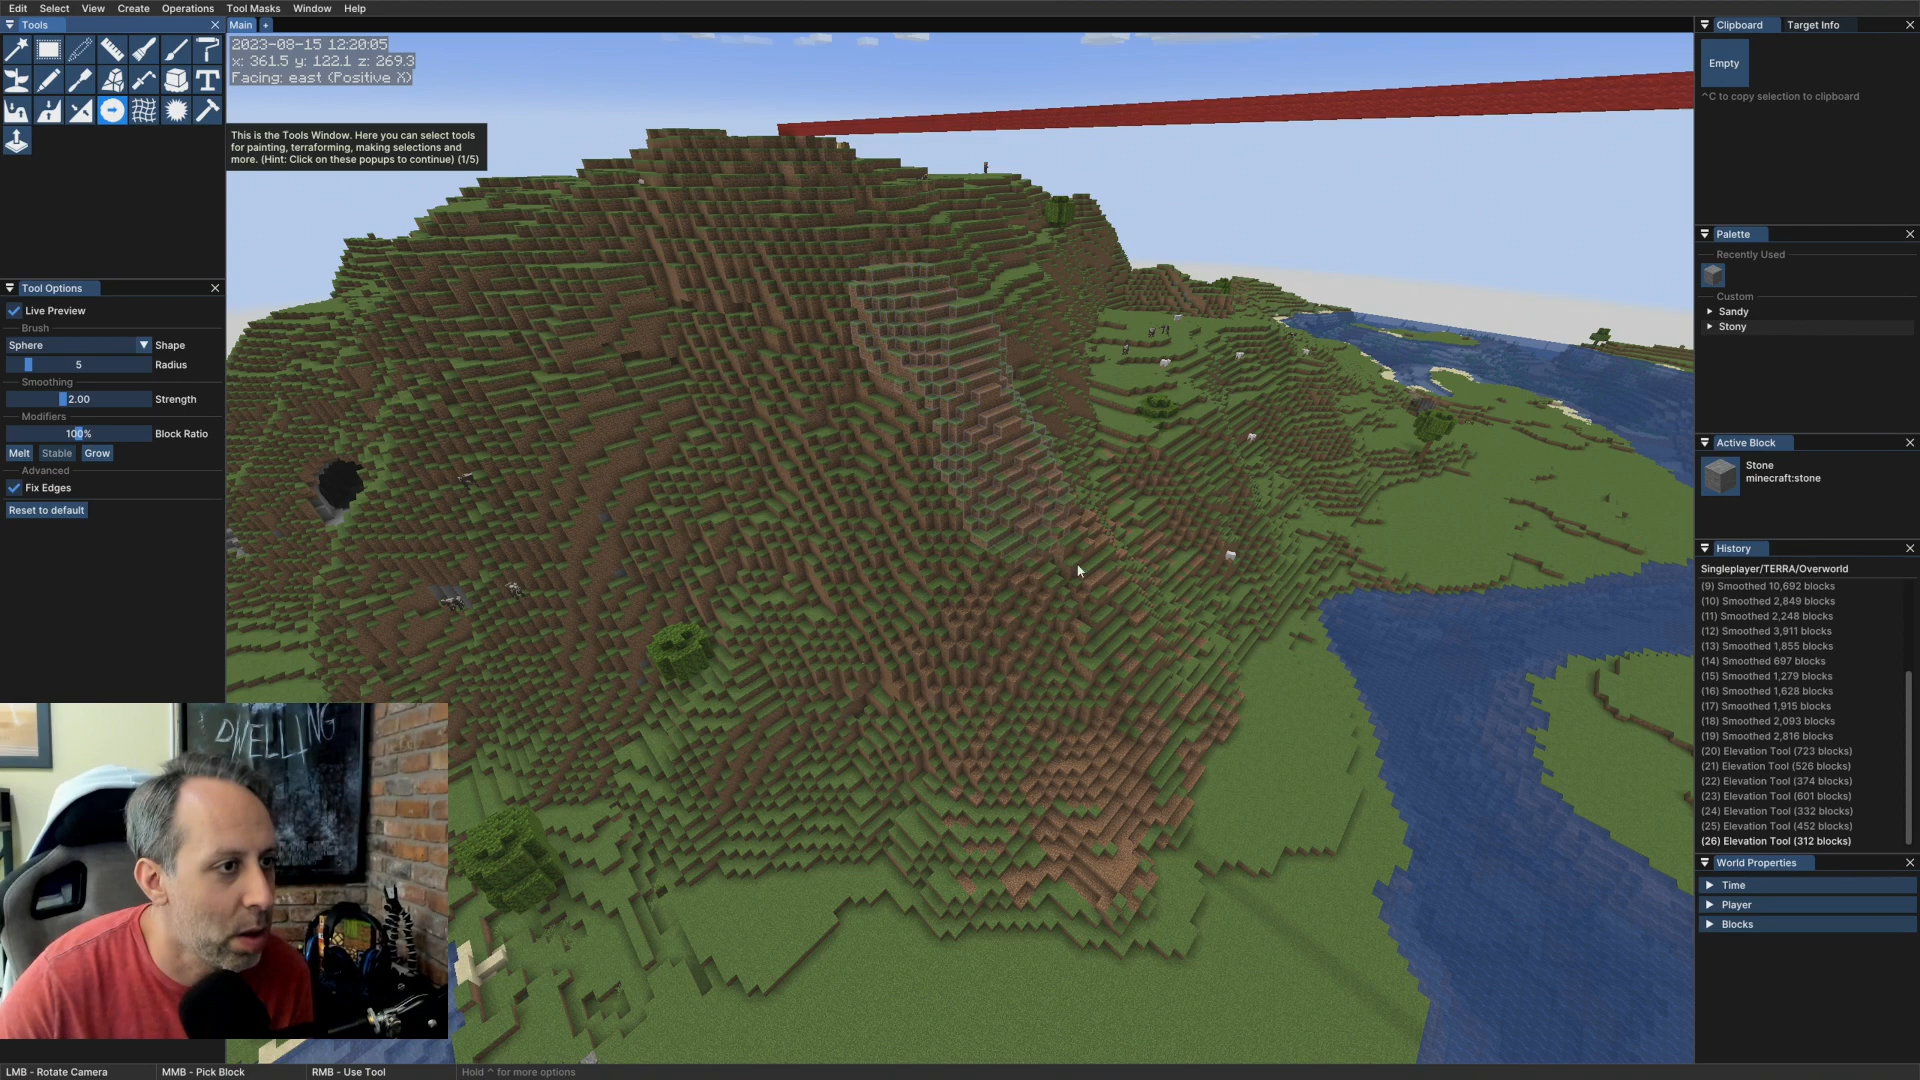 Edit Select View Create Operations Tool Masks Window Help
Tools
Main +
2023-08-15 12:20:05
x: 361.5 y: 122.1 z: 269.3
Facing: east (Positive X)
This is the Tools Window. Here you can select tools
for painting, terraforming, making selections and
more. (Hint: Click on these popups to continue) (1/5)
Tool Options
Live Preview
Brush
Sphere Shape
5 Radius
Smoothing
2.00 Strength
Modifiers
100% Block Ratio
Melt Stable Grow
Advanced
Fix Edges
Reset to default
DWELLING
Clipboard Target Info
Empty
^C to copy selection to clipboard
Palette
Recently Used
Custom
Sandy
Stony
Active Block
Stone
minecraft:stone
History
Singleplayer/TERRA/Overworld
(9) Smoothed 10,692 blocks
(10) Smoothed 2,849 blocks
(11) Smoothed 2,248 blocks
(12) Smoothed 3,911 blocks
(13) Smoothed 1,855 blocks
(14) Smoothed 697 blocks
(15) Smoothed 1,279 blocks
(16) Smoothed 1,628 blocks
(17) Smoothed 1,915 blocks
(18) Smoothed 2,093 blocks
(19) Smoothed 2,816 blocks
(20) Elevation Tool (723 blocks)
(21) Elevation Tool (526 blocks)
(22) Elevation Tool (374 blocks)
(23) Elevation Tool (601 blocks)
(24) Elevation Tool (332 blocks)
(25) Elevation Tool (452 blocks)
(26) Elevation Tool (312 blocks)
World Properties
Time
Player
Blocks
LMB - Rotate Camera MMB - Pick Block RMB - Use Tool Hold ^ for more options